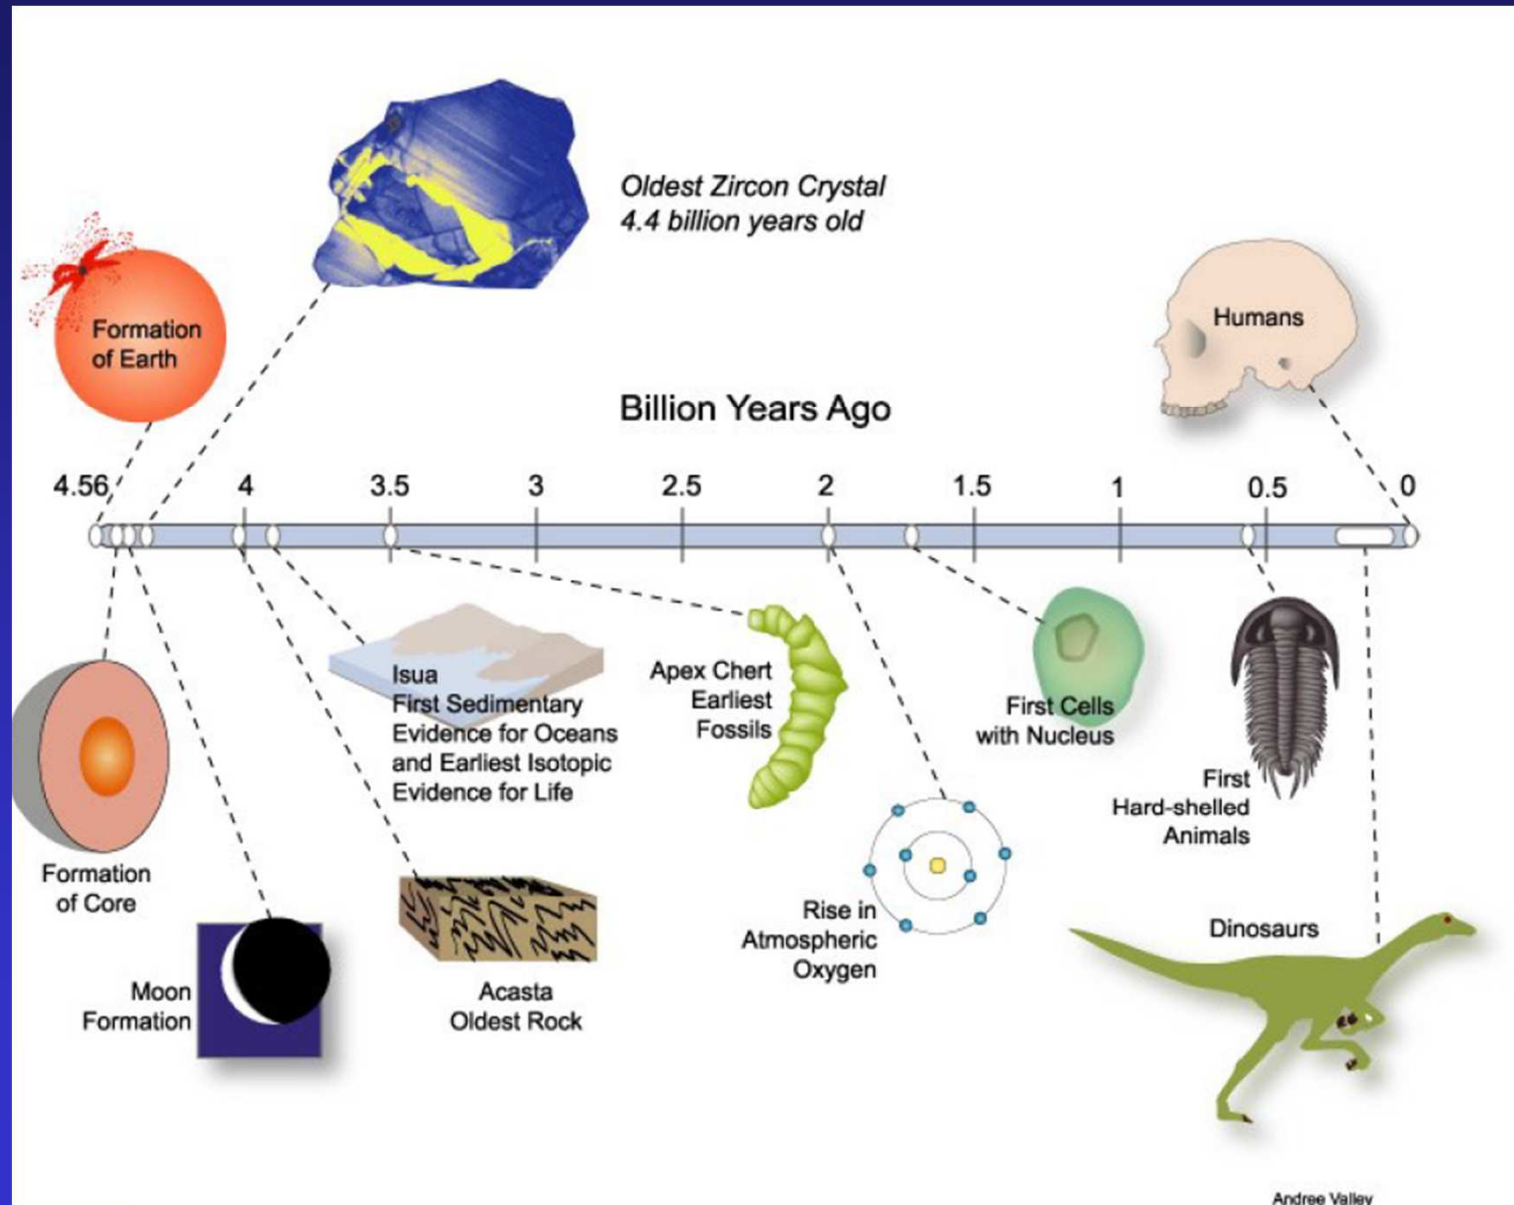 Oldest Zircon Crystal
4.4 billion years old
Formation
of Earth
Humans
Billion Years Ago
4.56 4 3.5 3 2.5 2 1.5 1 0.5 0
Isua
First Sedimentary
Evidence for Oceans
and Earliest Isotopic
Evidence for Life
Apex Chert
Earliest
Fossils
First Cells
with Nucleus
First
Hard-shelled
Animals
Formation
of Core
Rise in
Atmospheric
Oxygen
Dinosaurs
Moon
Formation
Acasta
Oldest Rock
Andree Valley